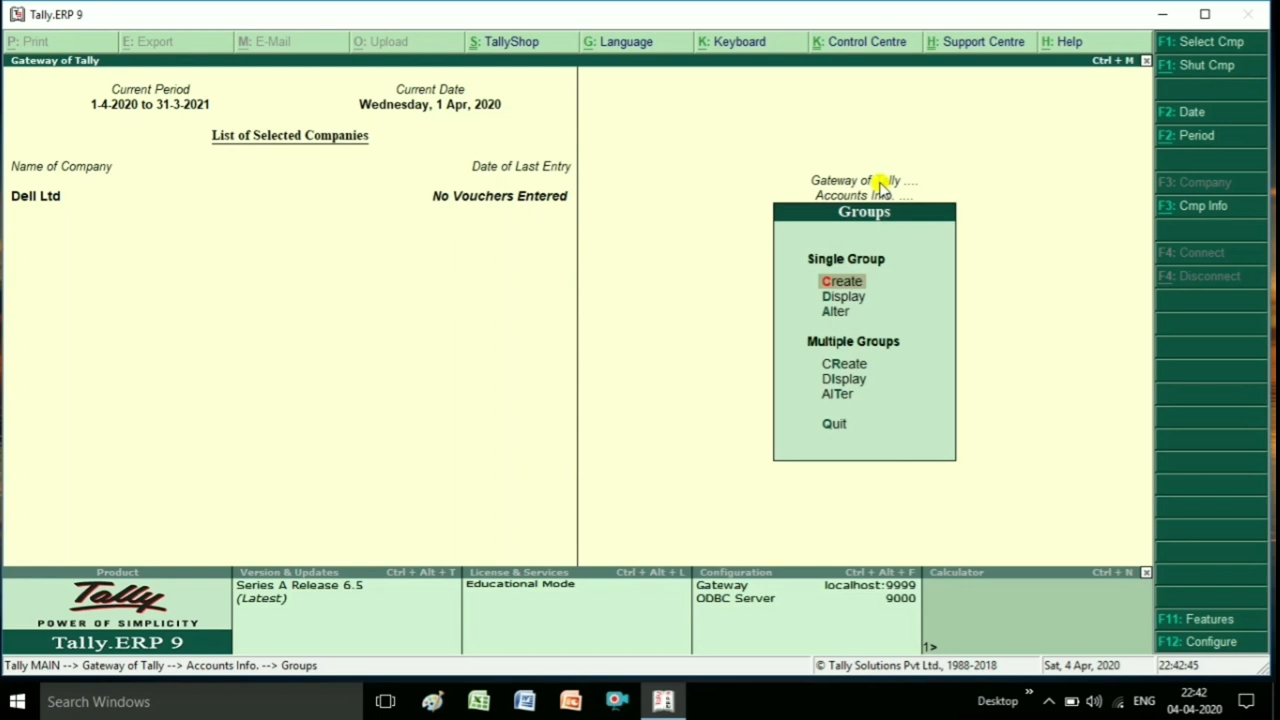 Tally.ERP 9
P: Print E: Export M: E-Mail O: Upload S: TallyShop G: Language K: Keyboard K: Control Centre H: Support Centre H: Help
Gateway of Tally Ctrl + M
Current Period Current Date
1-4-2020 to 31-3-2021 Wednesday, 1 Apr, 2020
List of Selected Companies
Name of Company Date of Last Entry
Dell Ltd No Vouchers Entered
Gateway of Tally ....
Accounts Info. ....
Groups
Single Group
Create
Display
Alter
Multiple Groups
CReate
DIsplay
AlTer
Quit
F1: Select Cmp
F1: Shut Cmp
F2: Date
F2: Period
F3: Company
F3: Cmp Info
F4: Connect
F4: Disconnect
F11: Features
F12: Configure
Product
Tally
POWER OF SIMPLICITY
Tally.ERP 9
Version & Updates Ctrl + Alt + T
Series A Release 6.5
(Latest)
License & Services Ctrl + Alt + L
Educational Mode
Configuration Ctrl + Alt + F
Gateway localhost:9999
ODBC Server 9000
Calculator Ctrl + N
1>
Tally MAIN --> Gateway of Tally --> Accounts Info. --> Groups © Tally Solutions Pvt Ltd., 1988-2018 Sat, 4 Apr, 2020 22:42:45
Search Windows Desktop » ENG 22:42
04-04-2020